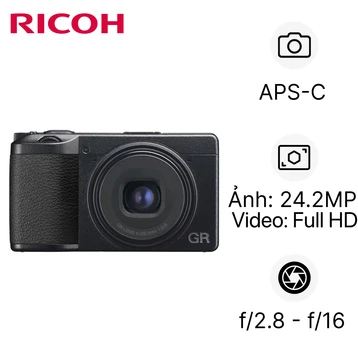 RICOH
APS-C
Ảnh: 24.2MP
Video: Full HD
GR
f/2.8 - f/16